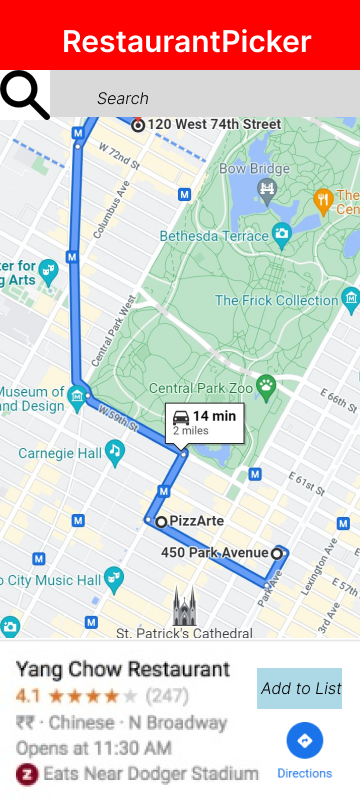 RestaurantPicker
Search
120 West 74th Street
W 72nd St
Columbus Ave
Bow Bridge
The
Cen
Bethesda Terrace
ter for
g Arts
The Frick Collection
Central Park West
Central Park Zoo
E 66th St
Museum of
and Design
W 59th St
14 min
2 miles
Carnegie Hall
E 61st St
PizzArte
450 Park Avenue
Lexington Ave
E 57th
o City Music Hall
Park Ave
3rd Ave
St. Patrick's Cathedral
Yang Chow Restaurant
4.1 ★★★★★ (247)
₹₹ · Chinese · N Broadway
Opens at 11:30 AM
Eats Near Dodger Stadium
Add to List
Directions